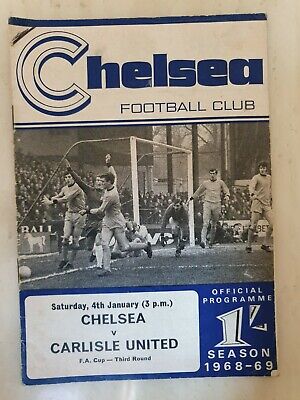 Chelsea
FOOTBALL CLUB
BALL
Saturday, 4th January (3 p.m.)
CHELSEA
v
CARLISLE UNITED
F.A. Cup — Third Round
OFFICIAL
PROGRAMME
1/-
SEASON
1968-69